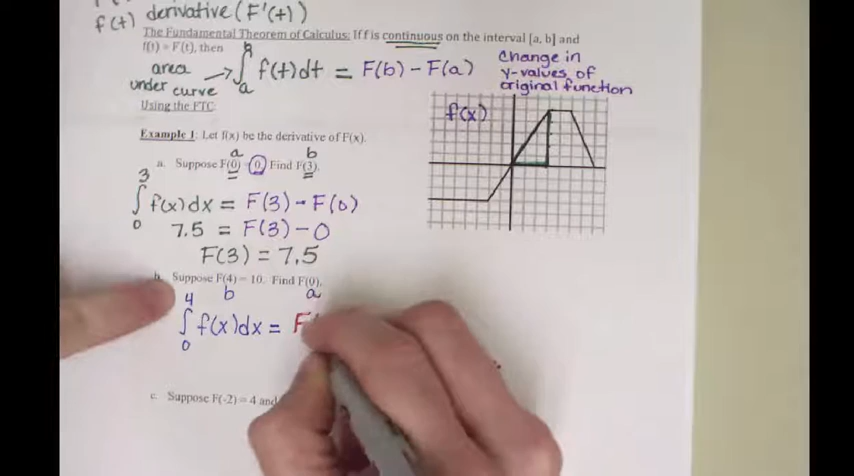 f(t) derivative (F'(t))
The Fundamental Theorem of Calculus: If f is continuous on the interval [a, b] and
f(t) = F'(t), then
area under curve → ∫ₐᵇ f(t)dt = F(b) - F(a)
change in
y-values of
original function
Using the FTC
f(x)
Example 1: Let f(x) be the derivative of F(x).
a b
a. Suppose F(0) = 0. Find F(3).
∫₀³ f(x)dx = F(3) - F(0)
7.5 = F(3) - 0
F(3) = 7.5
b. Suppose F(4) = 10. Find F(0).
b a
∫₀⁴ f(x)dx = F
c. Suppose F(-2) = 4 and